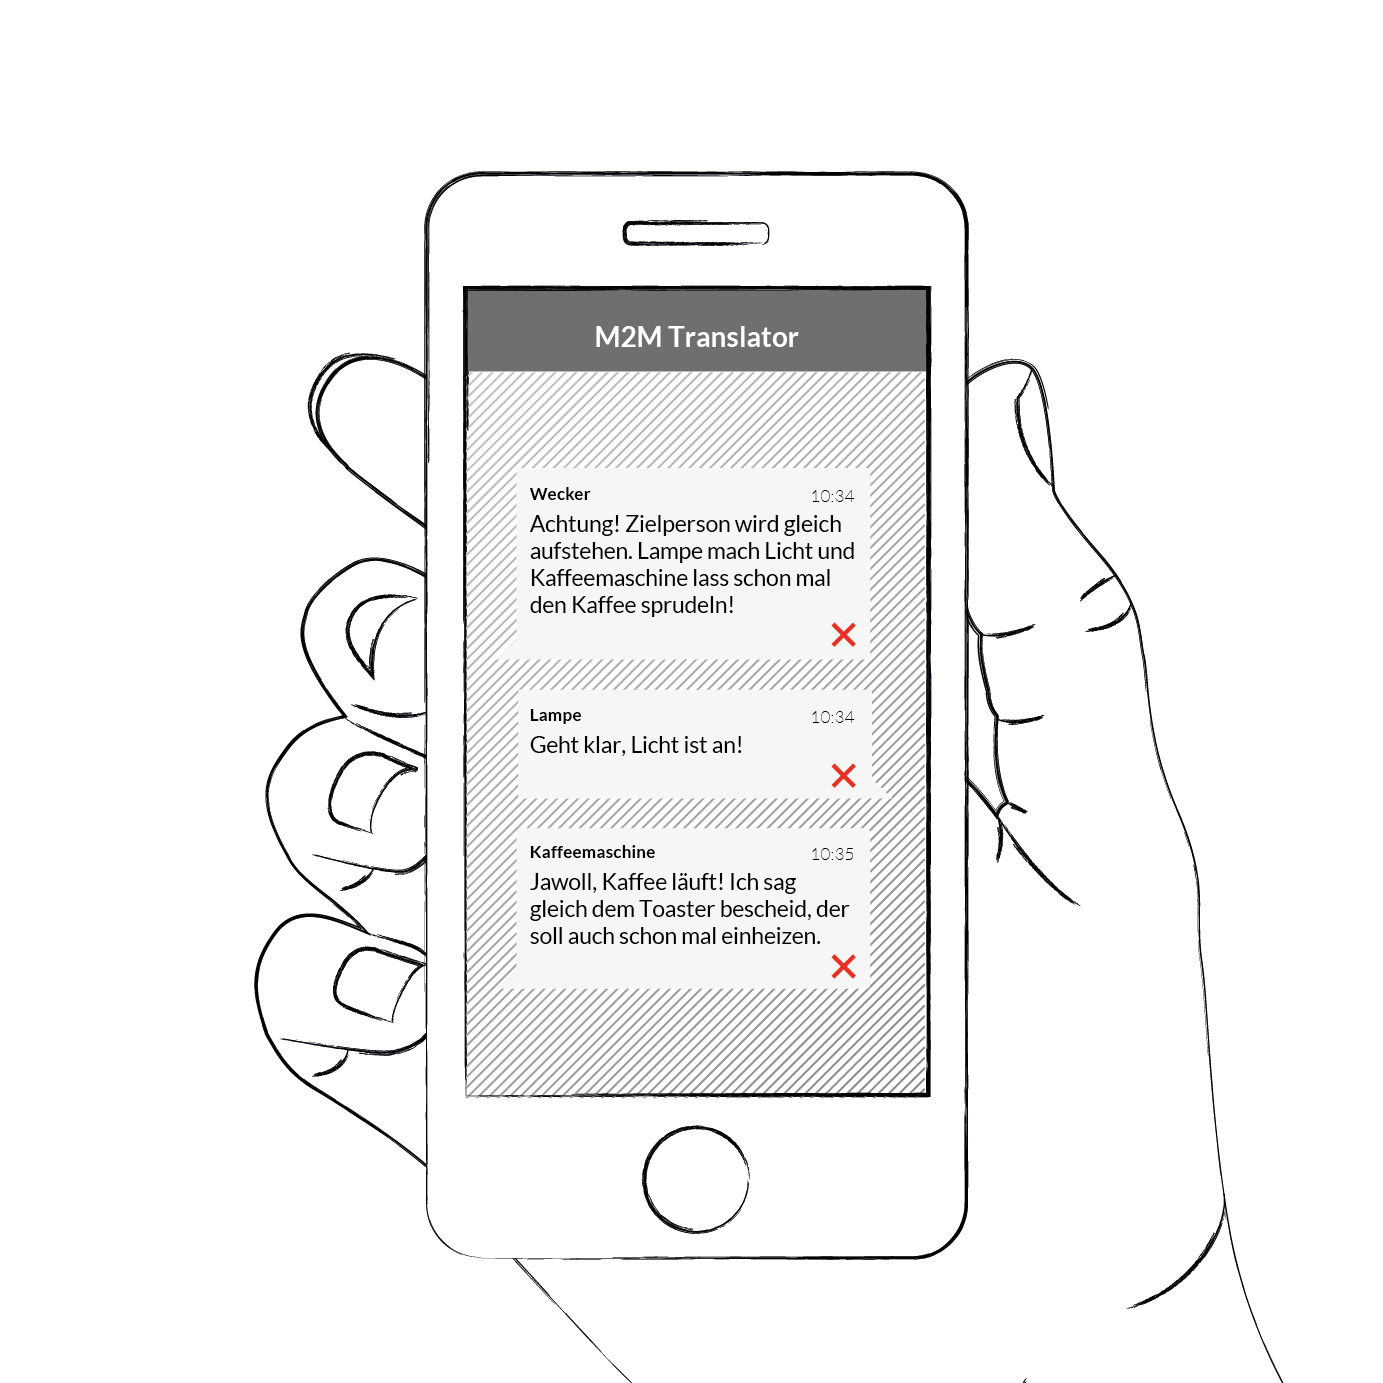 M2M Translator
Wecker 10:34
Achtung! Zielperson wird gleich
aufstehen. Lampe mach Licht und
Kaffeemaschine lass schon mal
den Kaffee sprudeln!
Lampe 10:34
Geht klar, Licht ist an!
Kaffeemaschine 10:35
Jawoll, Kaffee läuft! Ich sag
gleich dem Toaster bescheid, der
soll auch schon mal einheizen.